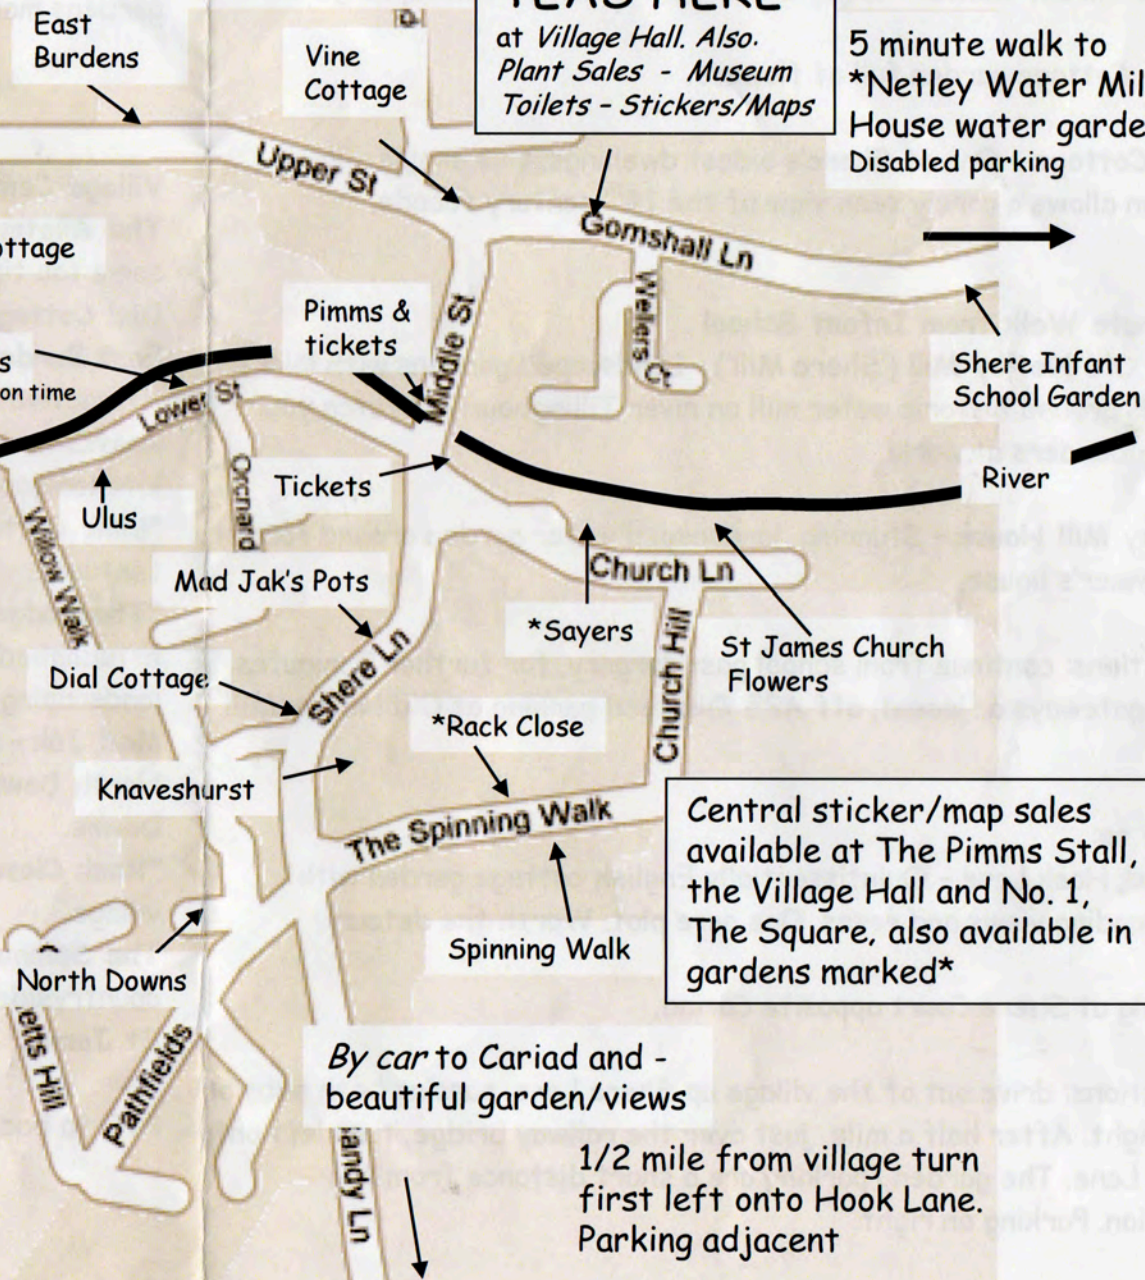 TEAS HERE
at Village Hall. Also.
Plant Sales - Museum
Toilets – Stickers/Maps
East
Burdens
Vine
Cottage
5 minute walk to
*Netley Water Mil
House water garde
Disabled parking
Upper St
Gomshall Ln
ottage
Pimms &
tickets
Middle St
Wellers Ct
s
on time
Lower St
Shere Infant
School Garden
River
Tickets
Orchard
Ulus
Willow Walk
Church Ln
Mad Jak's Pots
*Sayers
St James Church
Flowers
Church Hill
Shere Ln
Dial Cottage
*Rack Close
Knaveshurst
The Spinning Walk
Central sticker/map sales
available at The Pimms Stall,
the Village Hall and No. 1,
The Square, also available in
gardens marked*
Spinning Walk
North Downs
etts Hill
Pathfields
By car to Cariad and -
beautiful garden/views
1/2 mile from village turn
first left onto Hook Lane.
Parking adjacent
andy Ln